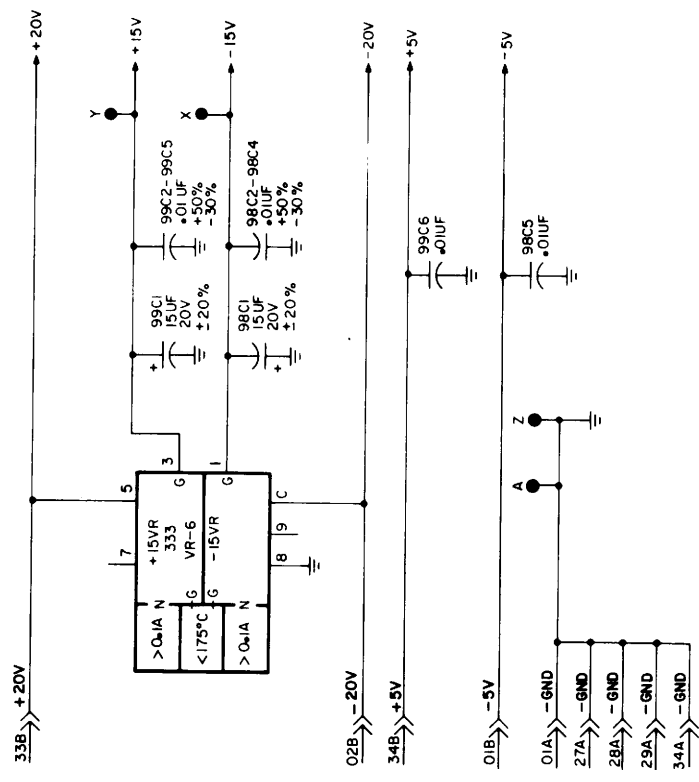 33B +20V
+20V
5
7
+15VR
333
VR-6
-15VR
>0.1A
N
<175°C
G
G
>0.1A
N
G
3
G
1
8
9
C
+15V
Y
-15V
X
99C1
15UF
20V
±20%
99C2-99C5
.01UF
+50%
-30%
98C1
15UF
20V
±20%
98C2-98C4
.01UF
+50%
-30%
+
+
02B -20V
-20V
34B +5V
+5V
99C6
.01UF
01B -5V
-5V
98C5
.01UF
A
Z
01A -GND
27A -GND
28A -GND
29A -GND
34A -GND